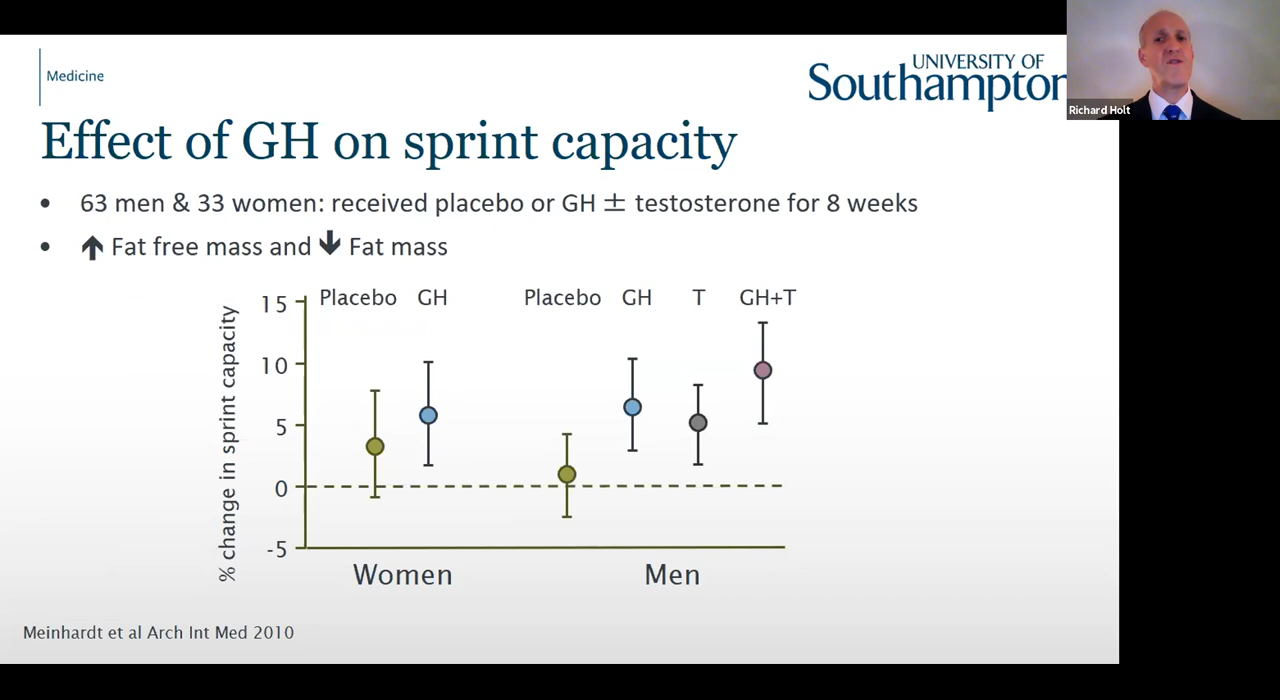 Medicine
UNIVERSITY OF
Southampton
Richard Holt
Effect of GH on sprint capacity
• 63 men & 33 women: received placebo or GH ± testosterone for 8 weeks
• ↑ Fat free mass and ↓ Fat mass
% change in sprint capacity
15
10
5
0
-5
Placebo GH Placebo GH T GH+T
Women Men
Meinhardt et al Arch Int Med 2010